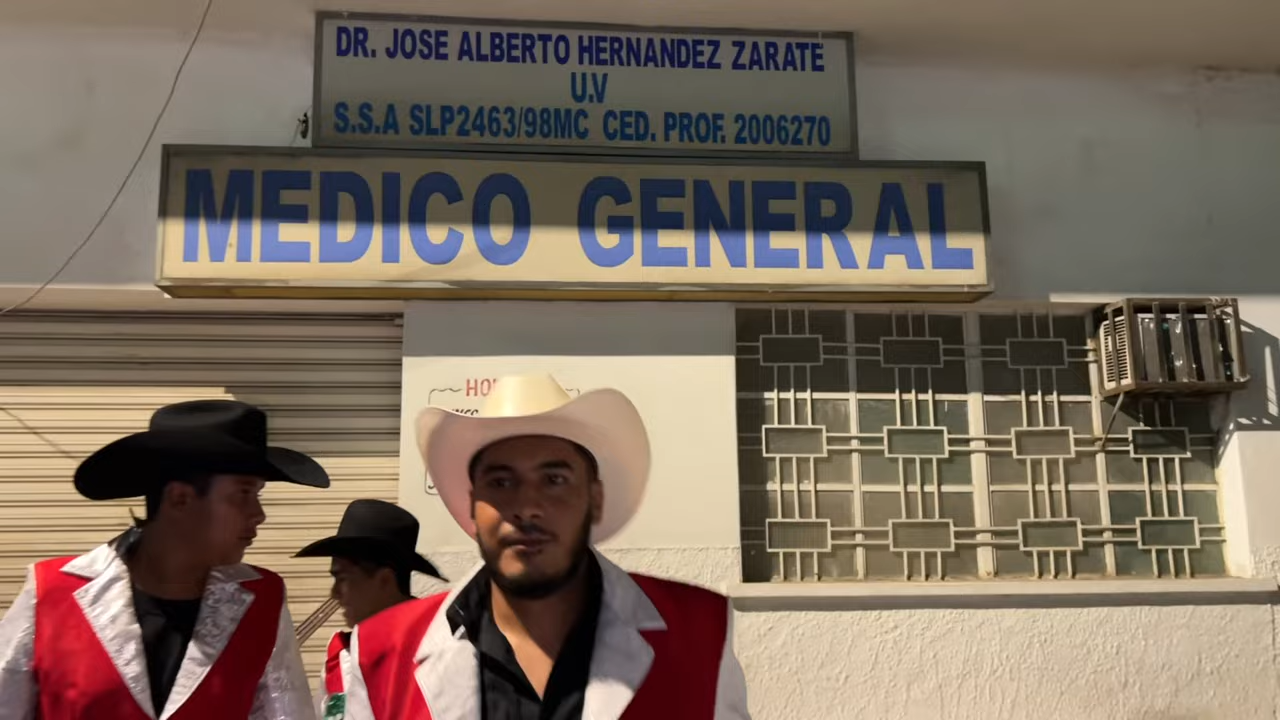 DR. JOSE ALBERTO HERNANDEZ ZARATE
U.V
S.S.A SLP2463/98MC CED. PROF. 2006270
MEDICO GENERAL